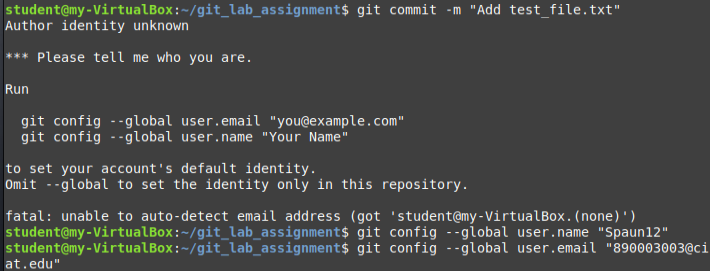 student@my-VirtualBox:~/git_lab_assignment$ git commit -m "Add test_file.txt"
Author identity unknown
*** Please tell me who you are.
Run
git config --global user.email "you@example.com"
git config --global user.name "Your Name"
to set your account's default identity.
Omit --global to set the identity only in this repository.
fatal: unable to auto-detect email address (got 'student@my-VirtualBox.(none)')
student@my-VirtualBox:~/git_lab_assignment$ git config --global user.name "Spaun12"
student@my-VirtualBox:~/git_lab_assignment$ git config --global user.email "890003003@ci
at.edu"